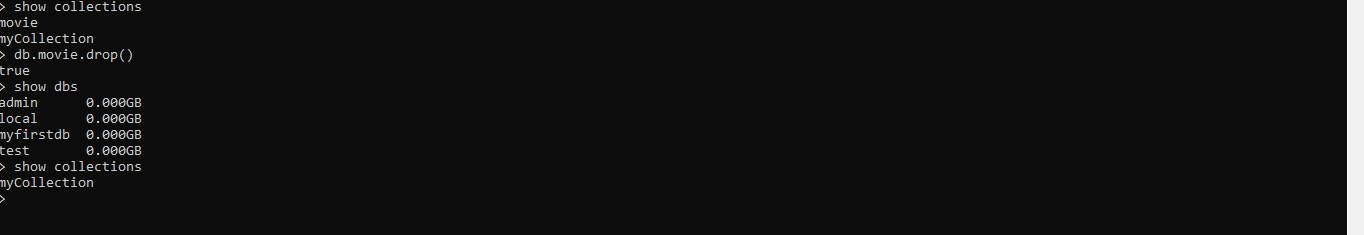 > show collections
movie
myCollection
> db.movie.drop()
true
> show dbs
admin      0.000GB
local      0.000GB
myfirstdb  0.000GB
test       0.000GB
> show collections
myCollection
>